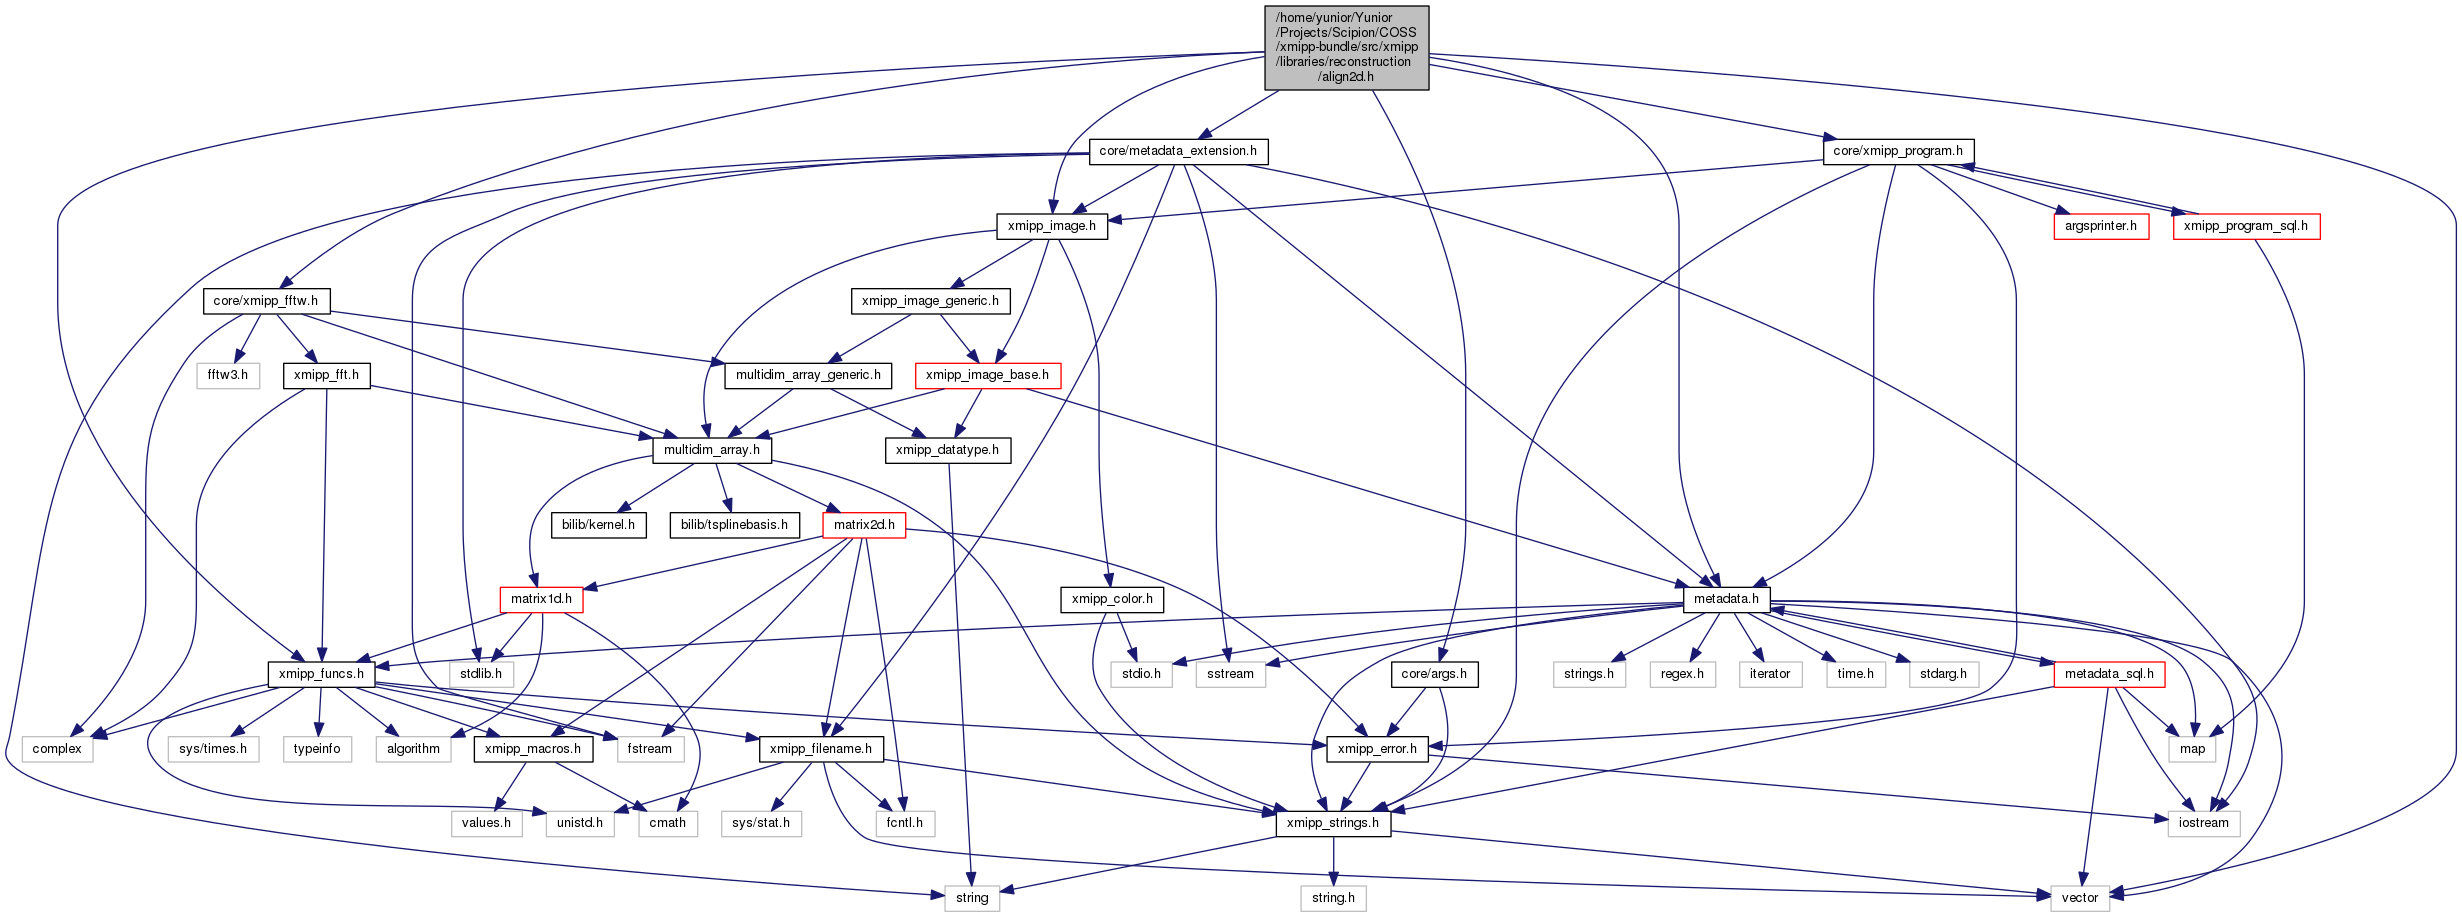 /home/yunior/Yunior
/Projects/Scipion/COSS
/xmipp-bundle/src/xmipp
/libraries/reconstruction
/align2d.h
core/metadata_extension.h
core/xmipp_program.h
xmipp_image.h
argsprinter.h
xmipp_program_sql.h
core/xmipp_fftw.h
xmipp_image_generic.h
fftw3.h
xmipp_fft.h
multidim_array_generic.h
xmipp_image_base.h
multidim_array.h
xmipp_datatype.h
bilib/kernel.h
bilib/tsplinebasis.h
matrix2d.h
matrix1d.h
xmipp_color.h
metadata.h
xmipp_funcs.h
stdlib.h
stdio.h
sstream
core/args.h
strings.h
regex.h
iterator
time.h
stdarg.h
metadata_sql.h
complex
sys/times.h
typeinfo
algorithm
xmipp_macros.h
fstream
xmipp_filename.h
xmipp_error.h
map
values.h
unistd.h
cmath
sys/stat.h
fcntl.h
xmipp_strings.h
iostream
string
string.h
vector